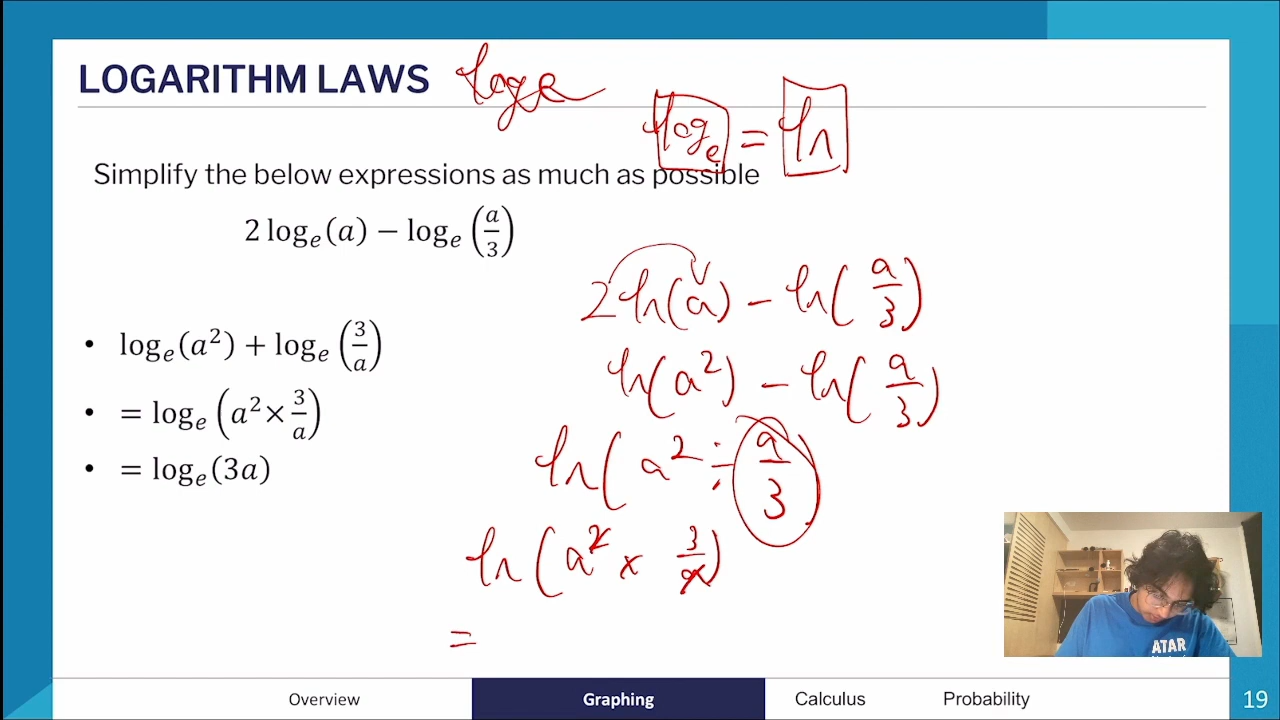 LOGARITHM LAWS
log e
log_e = ln
Simplify the below expressions as much as possible
2 log_e(a) − log_e(a/3)
2 ln(a) − ln(a/3)
• log_e(a²) + log_e(3/a)
ln(a²) − ln(a/3)
• = log_e(a² × 3/a)
ln(a² ÷ a/3)
• = log_e(3a)
ln(a² × 3/a)
=
ATAR
Overview
Graphing
Calculus
Probability
19